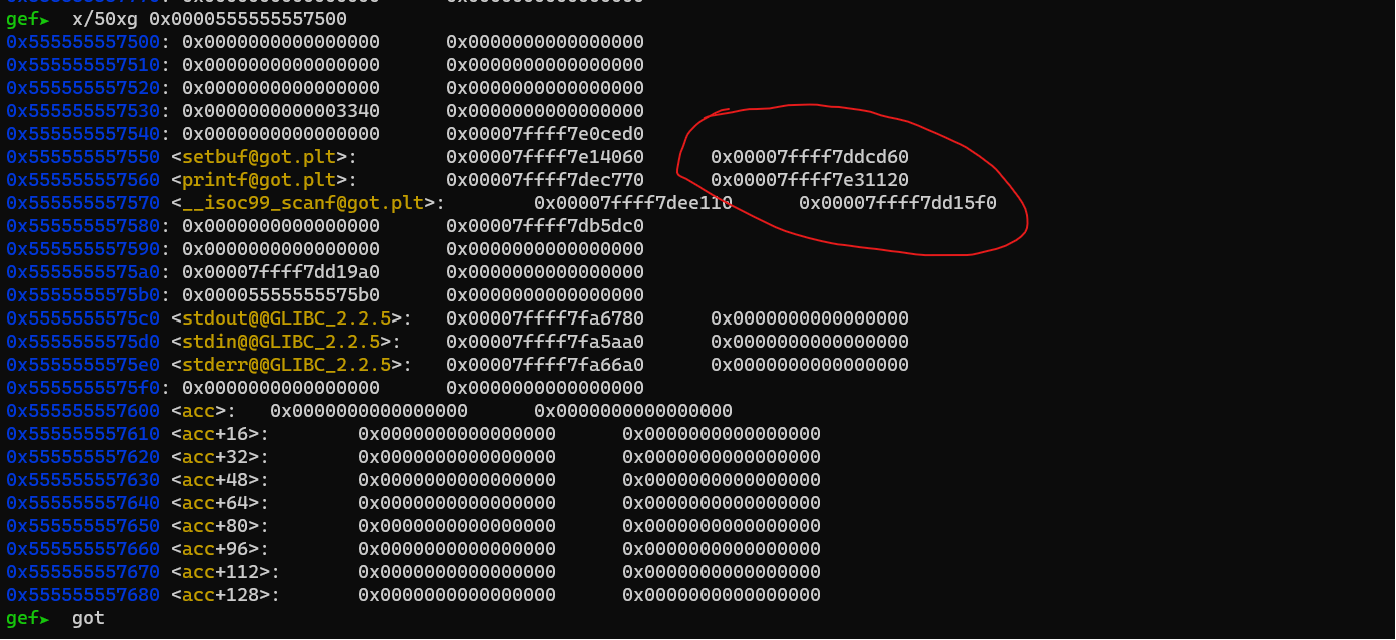 gef➤  x/50xg 0x0000555555557500
0x555555557500: 0x0000000000000000 0x0000000000000000
0x555555557510: 0x0000000000000000 0x0000000000000000
0x555555557520: 0x0000000000000000 0x0000000000000000
0x555555557530: 0x0000000000003340 0x0000000000000000
0x555555557540: 0x0000000000000000 0x00007ffff7e0ced0
0x555555557550 <setbuf@got.plt>: 0x00007ffff7e14060 0x00007ffff7ddcd60
0x555555557560 <printf@got.plt>: 0x00007ffff7dec770 0x00007ffff7e31120
0x555555557570 <__isoc99_scanf@got.plt>: 0x00007ffff7dee110 0x00007ffff7dd15f0
0x555555557580: 0x0000000000000000 0x00007ffff7db5dc0
0x555555557590: 0x0000000000000000 0x0000000000000000
0x5555555575a0: 0x00007ffff7dd19a0 0x0000000000000000
0x5555555575b0: 0x00005555555575b0 0x0000000000000000
0x5555555575c0 <stdout@@GLIBC_2.2.5>: 0x00007ffff7fa6780 0x0000000000000000
0x5555555575d0 <stdin@@GLIBC_2.2.5>: 0x00007ffff7fa5aa0 0x0000000000000000
0x5555555575e0 <stderr@@GLIBC_2.2.5>: 0x00007ffff7fa66a0 0x0000000000000000
0x5555555575f0: 0x0000000000000000 0x0000000000000000
0x555555557600 <acc>: 0x0000000000000000 0x0000000000000000
0x555555557610 <acc+16>: 0x0000000000000000 0x0000000000000000
0x555555557620 <acc+32>: 0x0000000000000000 0x0000000000000000
0x555555557630 <acc+48>: 0x0000000000000000 0x0000000000000000
0x555555557640 <acc+64>: 0x0000000000000000 0x0000000000000000
0x555555557650 <acc+80>: 0x0000000000000000 0x0000000000000000
0x555555557660 <acc+96>: 0x0000000000000000 0x0000000000000000
0x555555557670 <acc+112>: 0x0000000000000000 0x0000000000000000
0x555555557680 <acc+128>: 0x0000000000000000 0x0000000000000000
gef➤  got